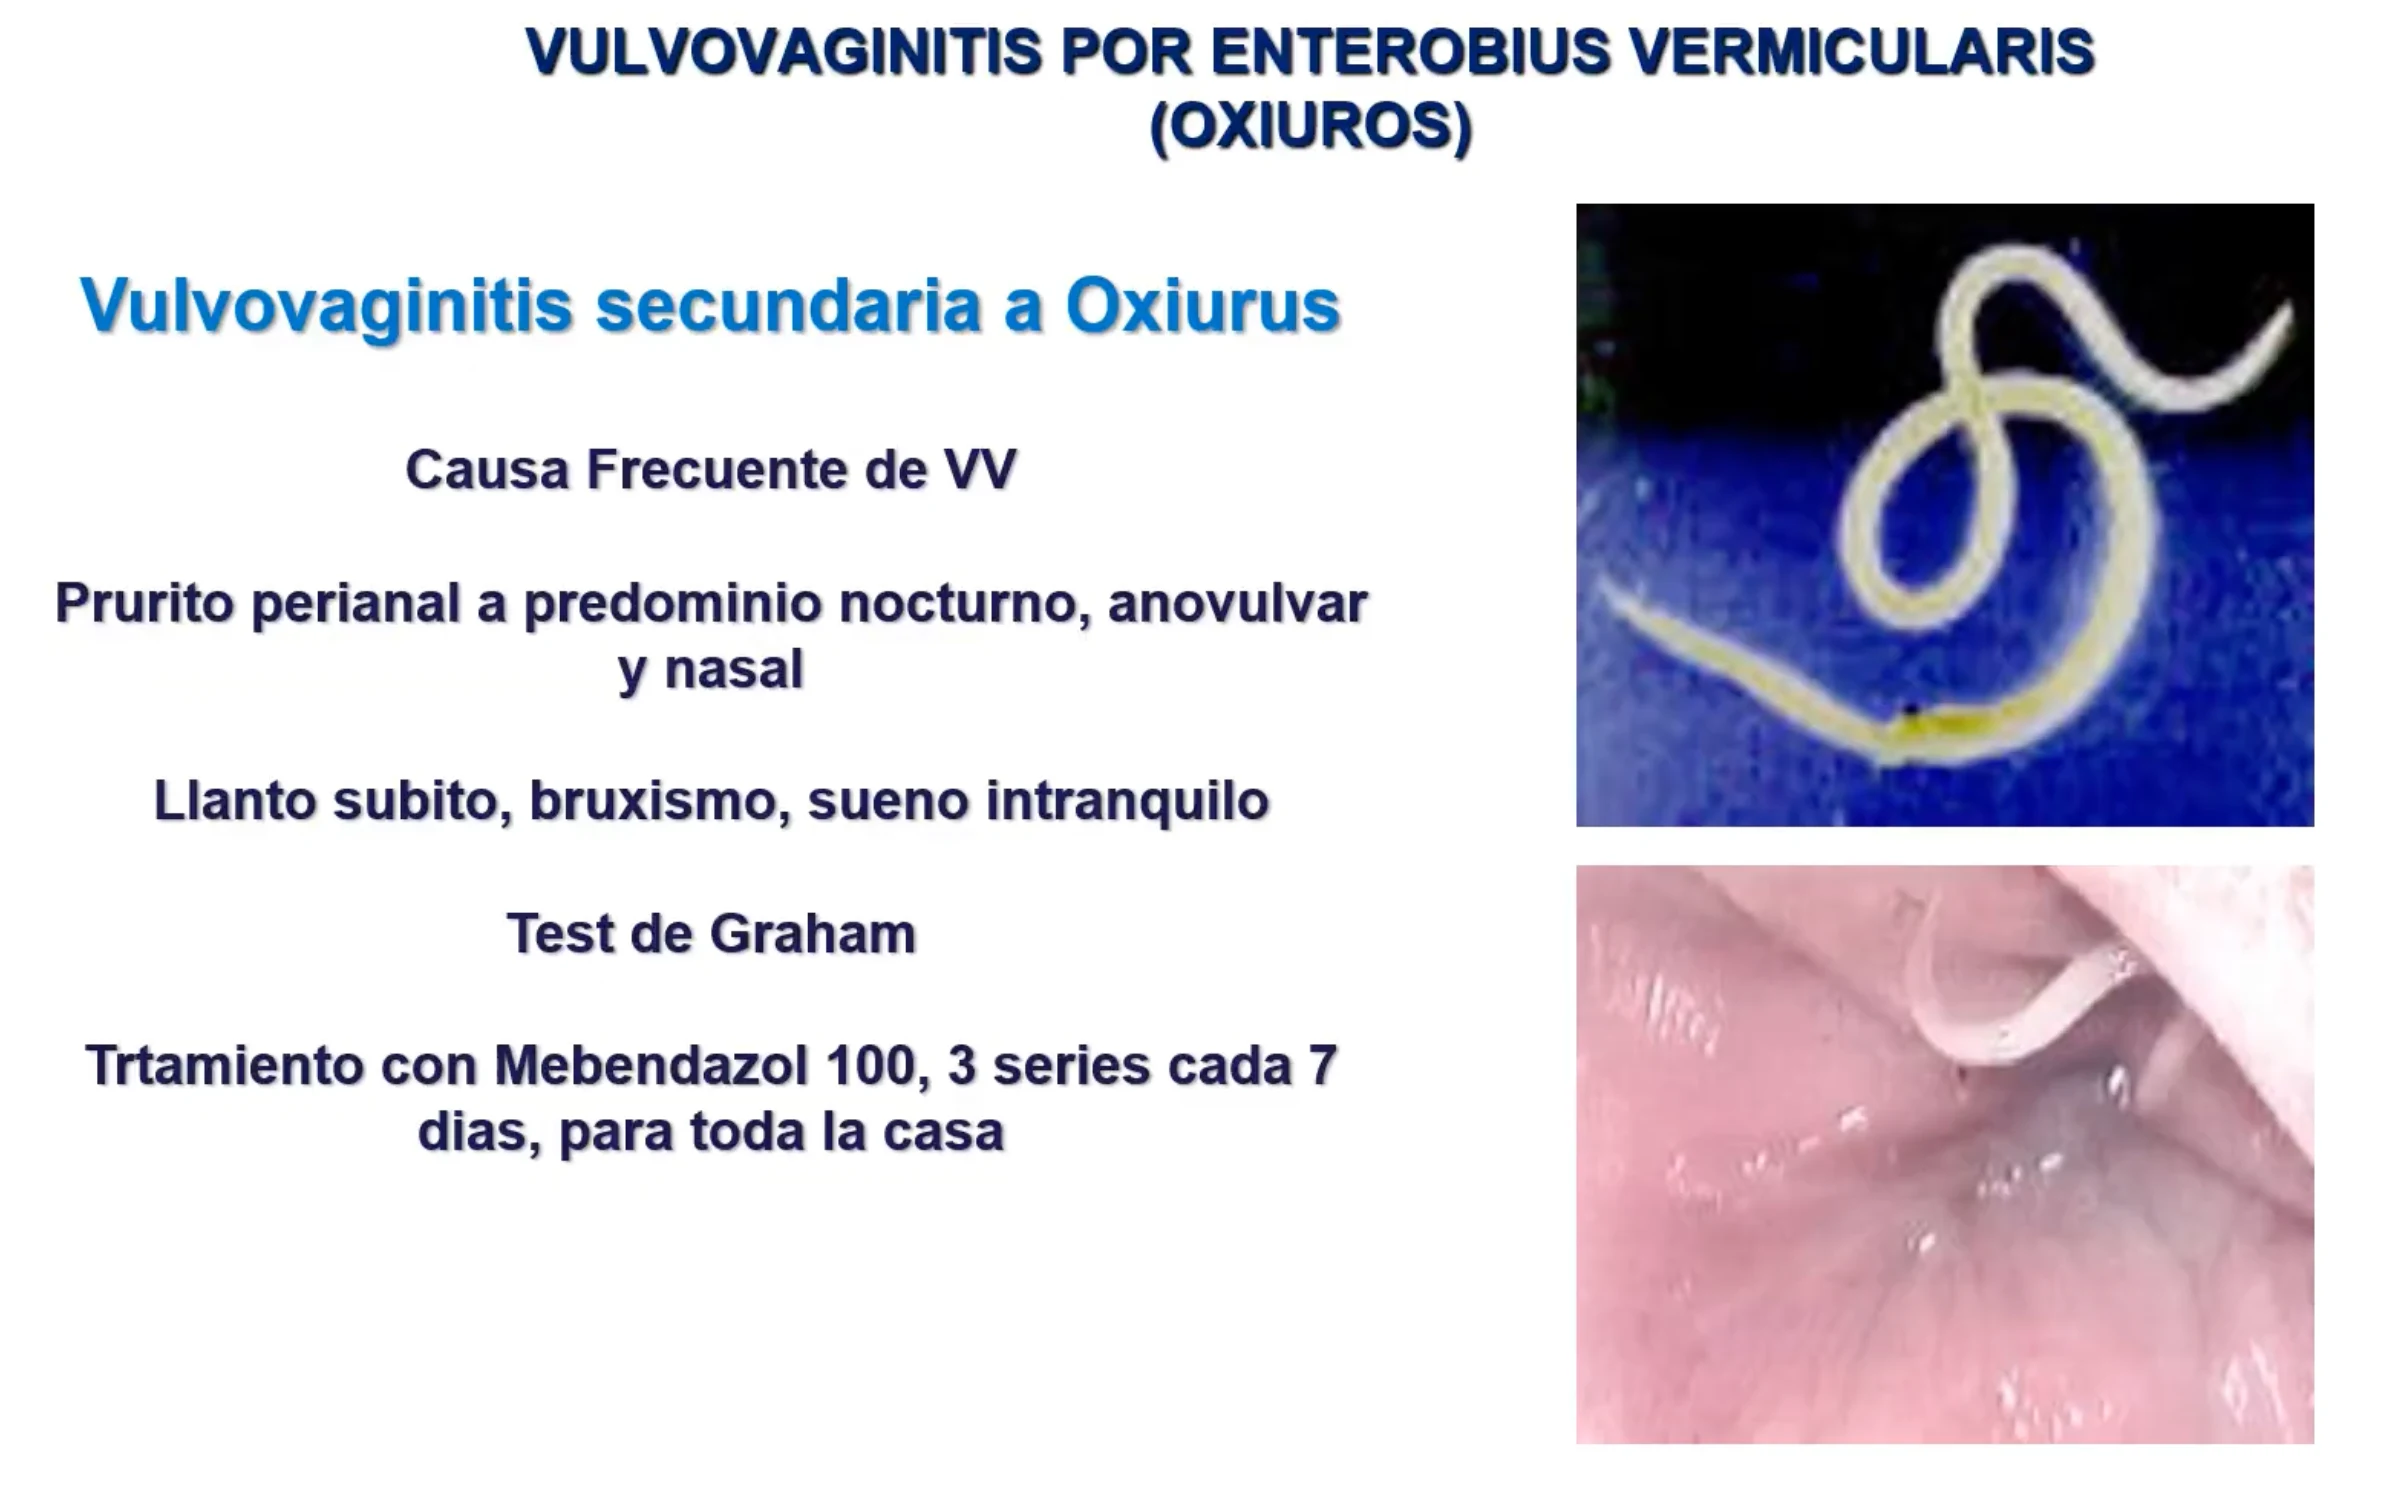 VULVOVAGINITIS POR ENTEROBIUS VERMICULARIS
(OXIUROS)
Vulvovaginitis secundaria a Oxiurus
Causa Frecuente de VV
Prurito perianal a predominio nocturno, anovulvar
y nasal
Llanto subito, bruxismo, sueno intranquilo
Test de Graham
Trtamiento con Mebendazol 100, 3 series cada 7
dias, para toda la casa